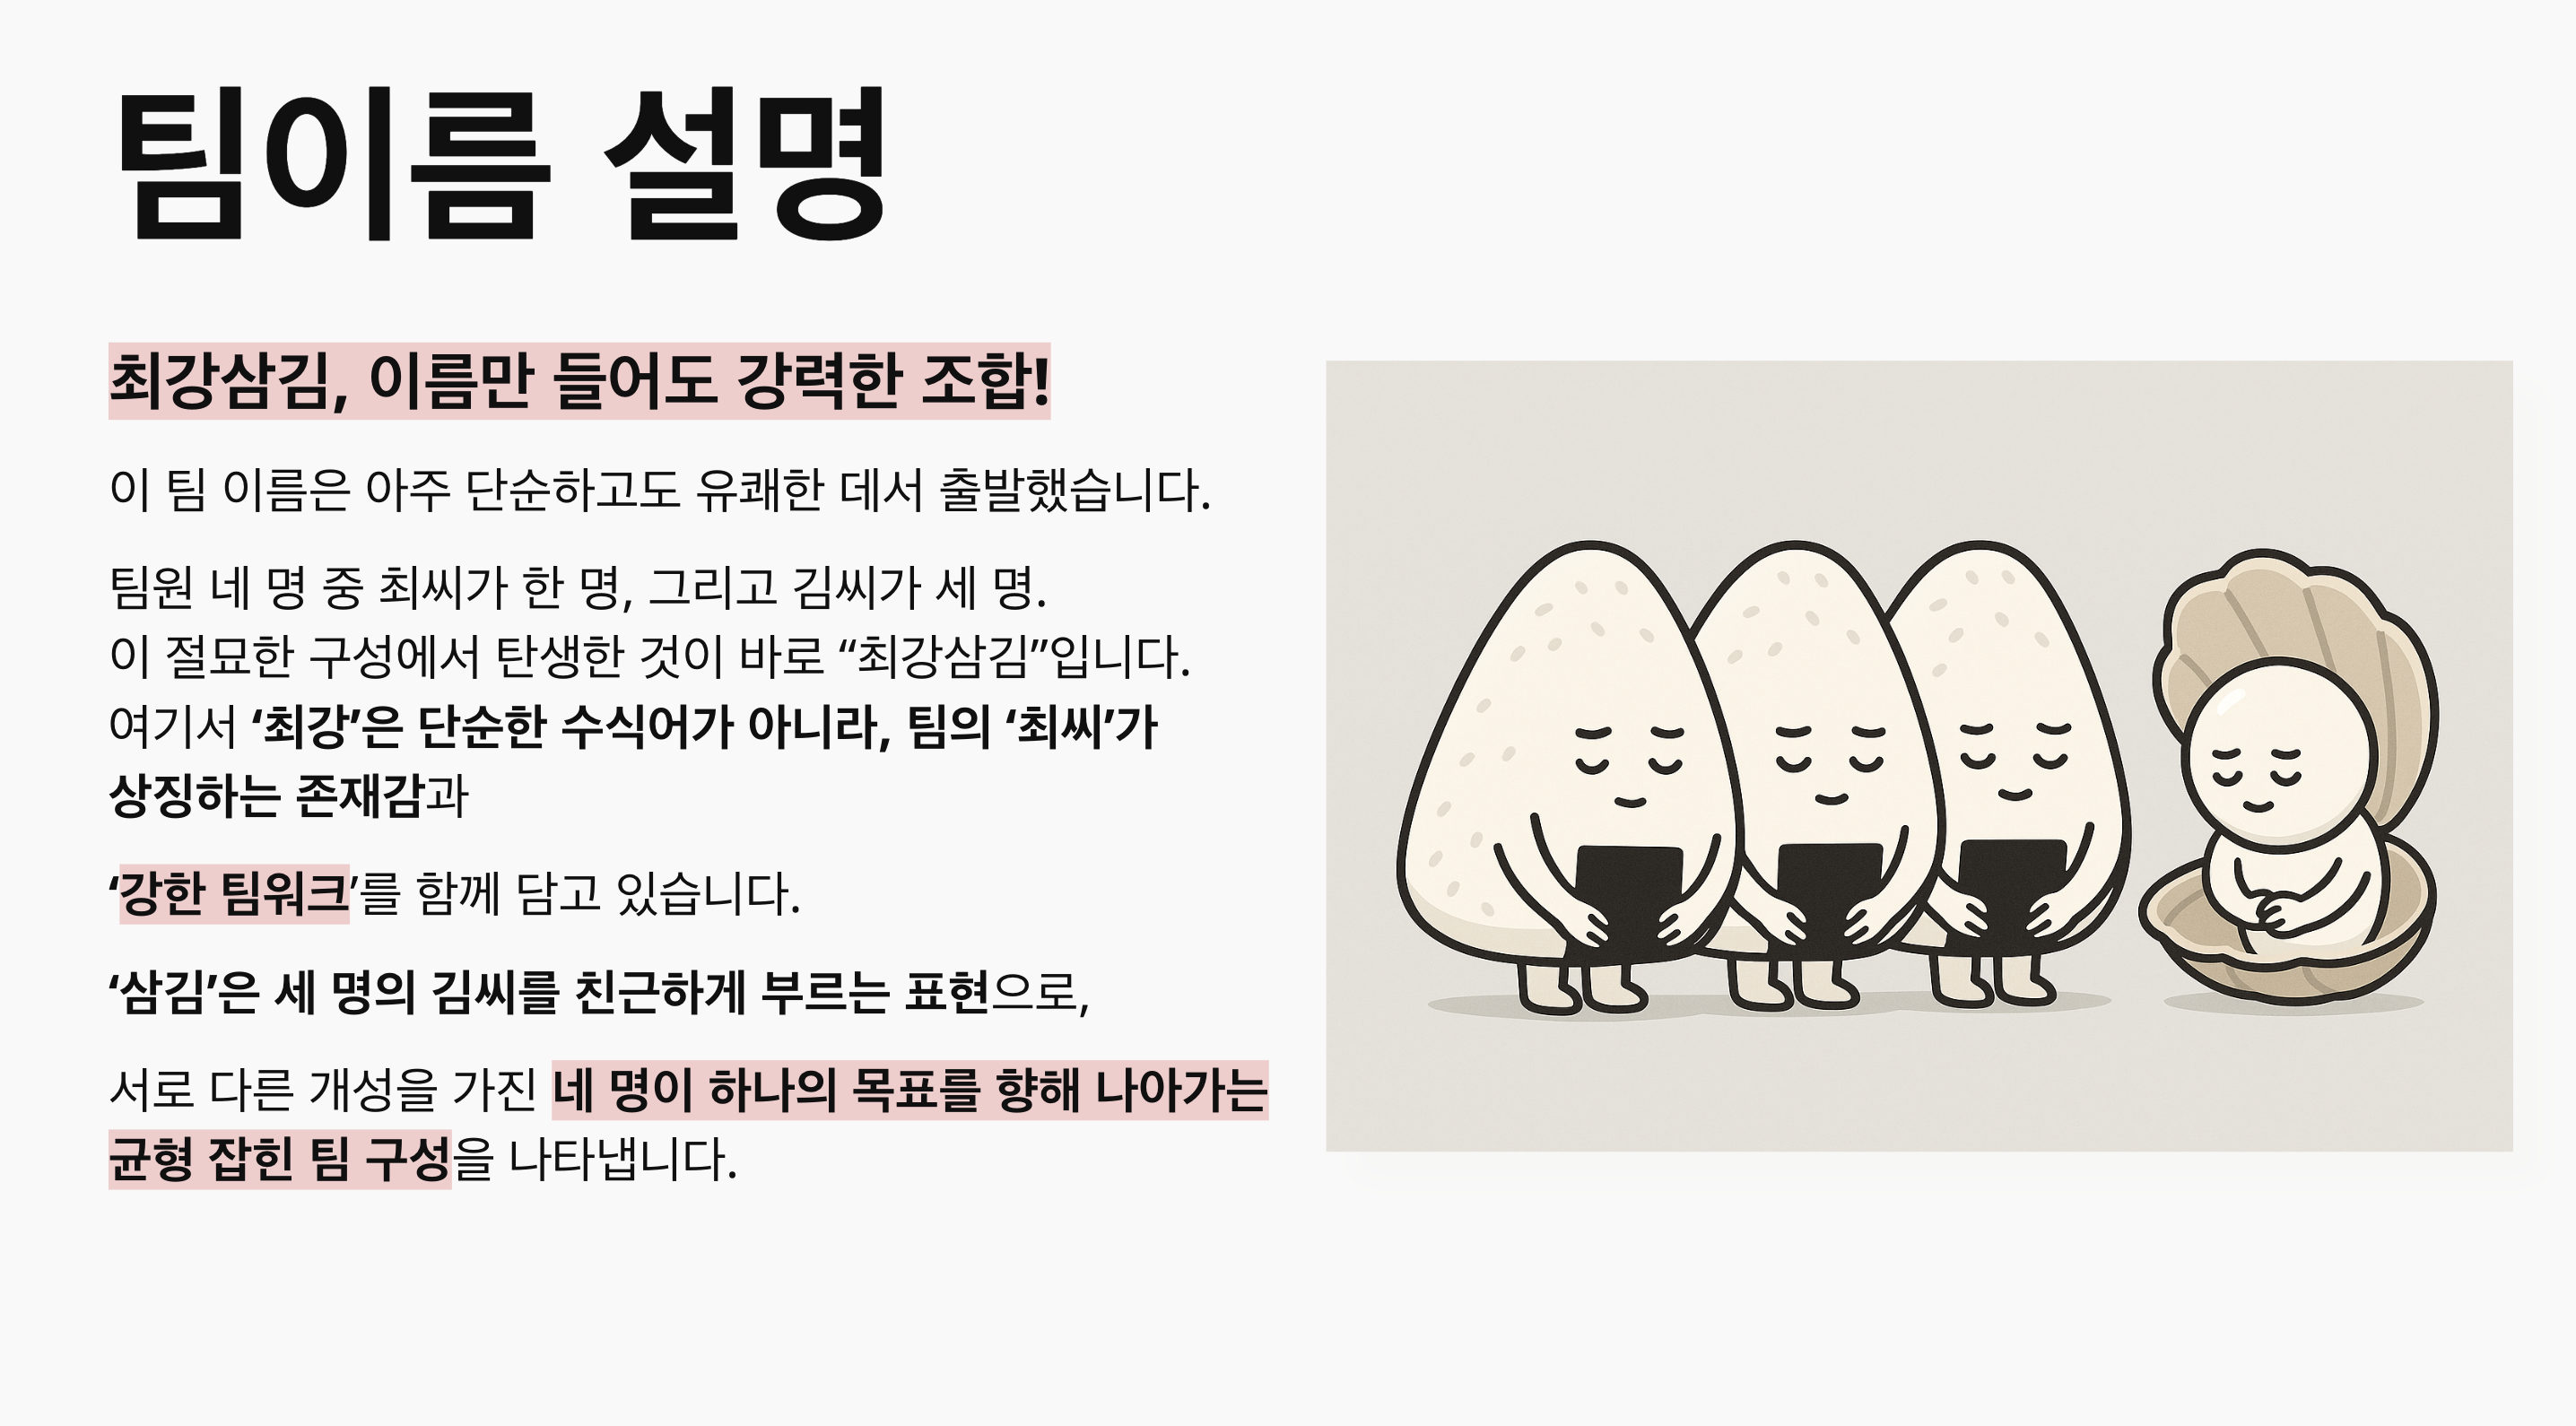 팀이름 설명
최강삼김, 이름만 들어도 강력한 조합!
이 팀 이름은 아주 단순하고도 유쾌한 데서 출발했습니다.
팀원 네 명 중 최씨가 한 명, 그리고 김씨가 세 명.
이 절묘한 구성에서 탄생한 것이 바로 “최강삼김”입니다.
여기서 ‘최강’은 단순한 수식어가 아니라, 팀의 ‘최씨’가
상징하는 존재감과
‘강한 팀워크’를 함께 담고 있습니다.
‘삼김’은 세 명의 김씨를 친근하게 부르는 표현으로,
서로 다른 개성을 가진 네 명이 하나의 목표를 향해 나아가는
균형 잡힌 팀 구성을 나타냅니다.